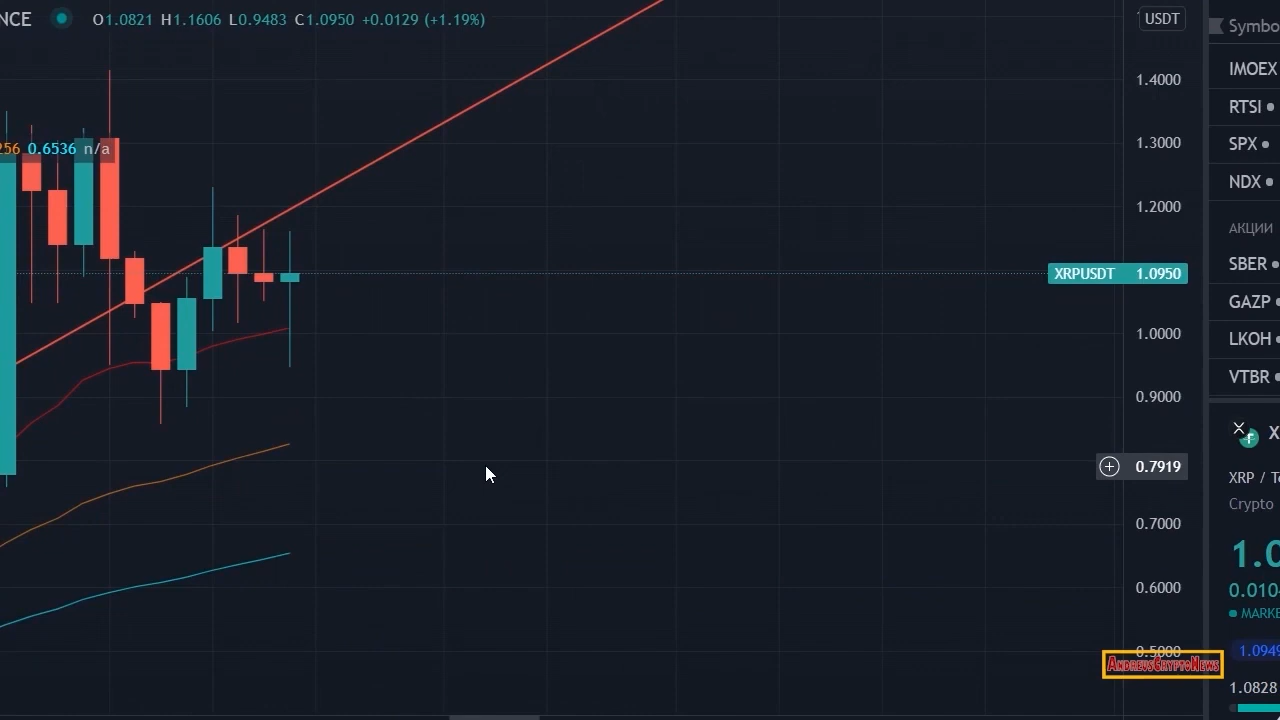 NCE O1.0821 H1.1606 L0.9483 C1.0950 +0.0129 (+1.19%)
USDT
Symbo
1.4000
IMOEX
RTSI
1.3000
SPX
256 0.6536 n/a
NDX
1.2000
АКЦИИ
SBER
XRPUSDT 1.0950
GAZP
1.0000
LKOH
VTBR
0.9000
X
0.7919
XRP / Te
Crypto
0.7000
1.0
0.6000
0.010
MARKE
0.5000
1.0949
AndreysCryptoNews
1.0828